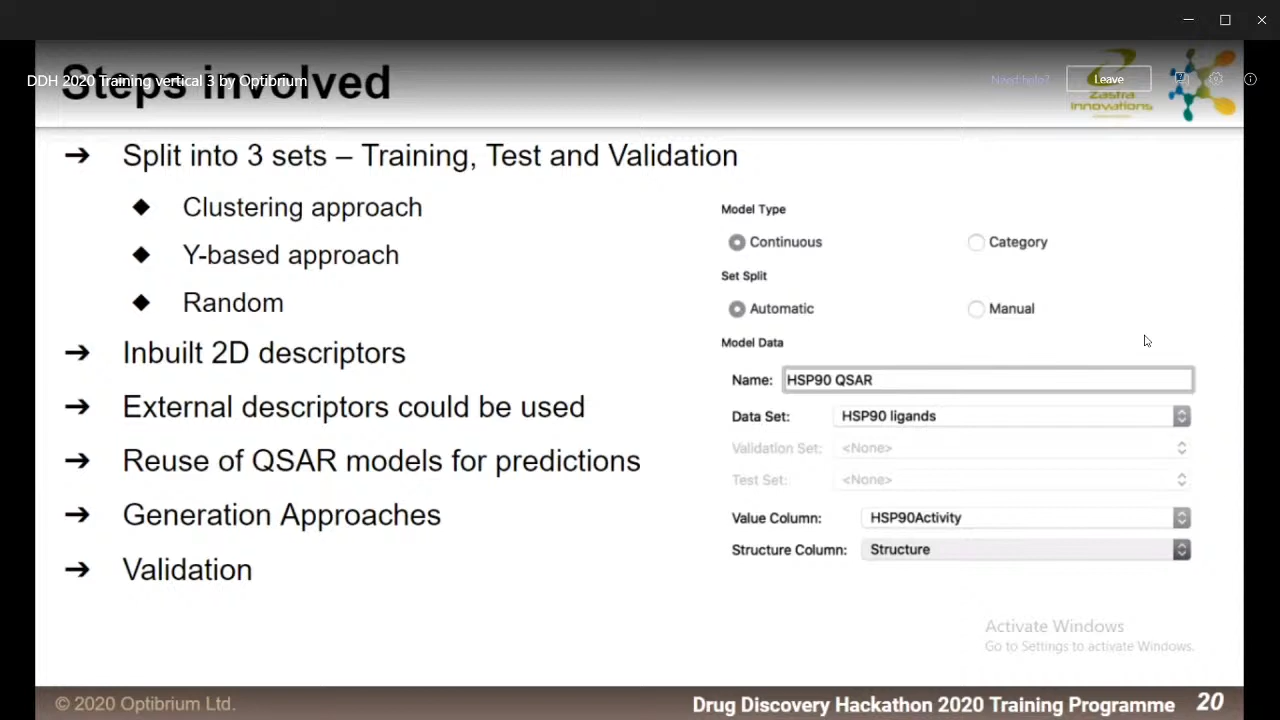 DDH 2020 Training vertical 3 by Optibrium
Need help?
Leave
Steps involved
Zastra
innovations
➔ Split into 3 sets – Training, Test and Validation
◆ Clustering approach
◆ Y-based approach
◆ Random
➔ Inbuilt 2D descriptors
➔ External descriptors could be used
➔ Reuse of QSAR models for predictions
➔ Generation Approaches
➔ Validation
Model Type
Continuous Category
Set Split
Automatic Manual
Model Data
Name: HSP90 QSAR
Data Set: HSP90 ligands
Validation Set: <None>
Test Set: <None>
Value Column: HSP90Activity
Structure Column: Structure
Activate Windows
Go to Settings to activate Windows.
© 2020 Optibrium Ltd.
Drug Discovery Hackathon 2020 Training Programme 20